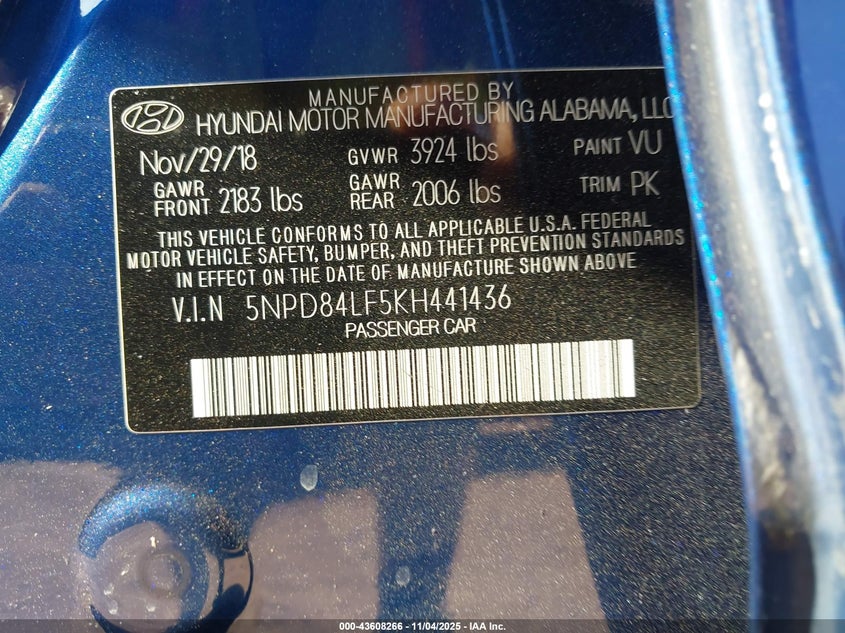 MANUFACTURED BY
HYUNDAI MOTOR MANUFACTURING ALABAMA, LLC
Nov/29/18 GVWR 3924 lbs PAINT VU
GAWR FRONT 2183 lbs GAWR REAR 2006 lbs TRIM PK
THIS VEHICLE CONFORMS TO ALL APPLICABLE U.S.A. FEDERAL
MOTOR VEHICLE SAFETY, BUMPER, AND THEFT PREVENTION STANDARDS
IN EFFECT ON THE DATE OF MANUFACTURE SHOWN ABOVE
V.I.N 5NPD84LF5KH441436
PASSENGER CAR
000-43608266 - 11/04/2025 - IAA Inc.